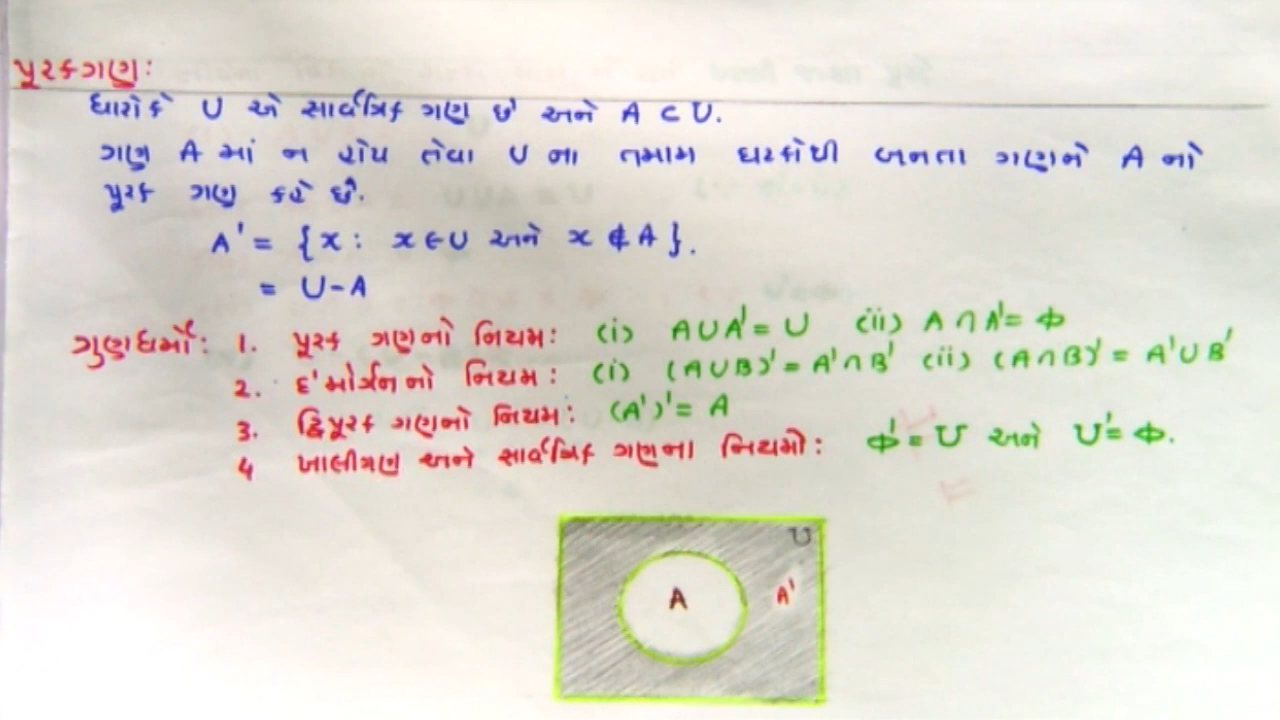 પૂરકગણ:
ધારોકે U એ સાર્વત્રિક ગણ છે અને A ⊂ U.
ગણ A માં ન હોય તેવા U ના તમામ ઘટકોથી બનતા ગણને A નો
પૂરક ગણ કહે છે.
A' = {x : x ∈ U અને x ∉ A}.
= U-A
ગુણધર્મો: 1. પૂરક ગણનો નિયમ: (i) A∪A' = U (ii) A ∩ A' = Φ
2. દ'મોર્ગનનો નિયમ: (i) (A∪B)' = A'∩B' (ii) (A∩B)' = A'∪B'
3. દ્વિપૂરક ગણનો નિયમ: (A')' = A
4 ખાલીગણ અને સાર્વત્રિક ગણના નિયમો: Φ' = U અને U' = Φ.
U
A A'